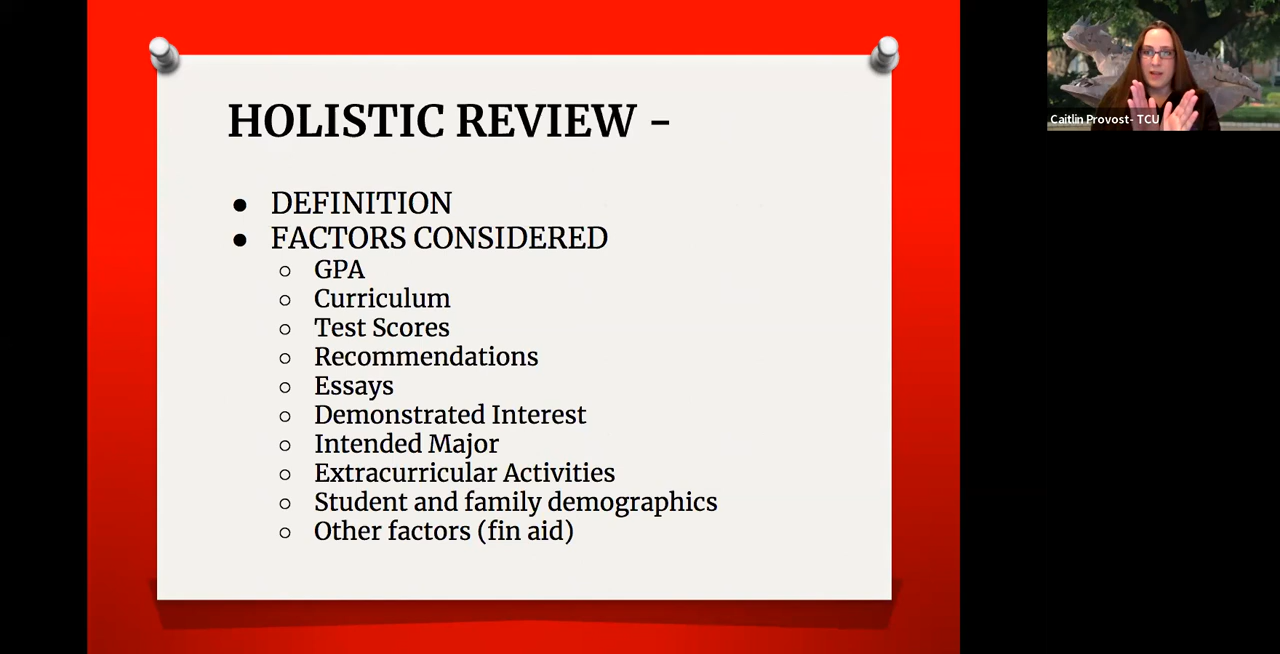 HOLISTIC REVIEW -
● DEFINITION
● FACTORS CONSIDERED
○ GPA
○ Curriculum
○ Test Scores
○ Recommendations
○ Essays
○ Demonstrated Interest
○ Intended Major
○ Extracurricular Activities
○ Student and family demographics
○ Other factors (fin aid)
Caitlin Provost- TCU